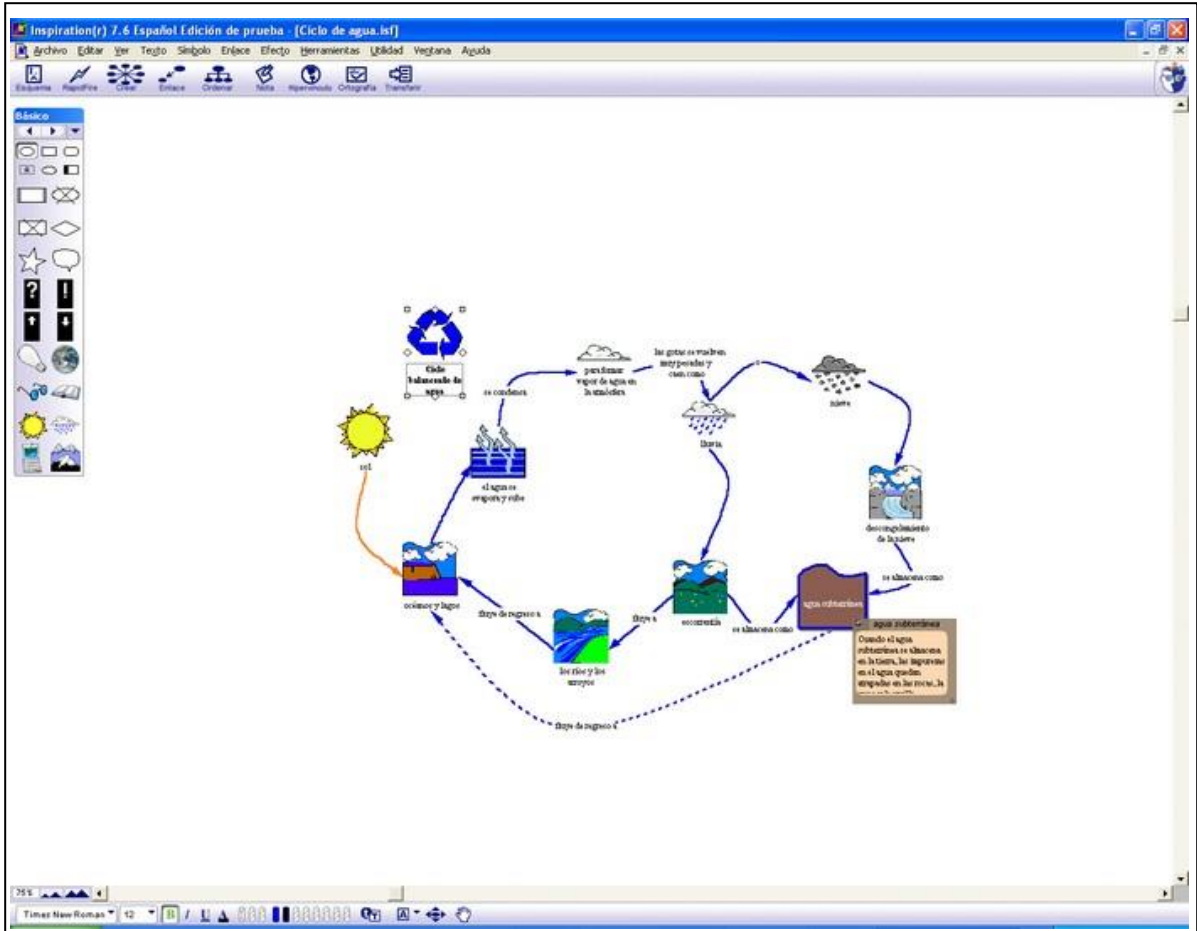 Inspiration(r) 7.6 Español Edición de prueba - [Ciclo de agua.isf]
Archivo Editar Ver Texto Símbolo Enlace Efecto Herramientas Utilidad Ventana Ayuda
Esquema RapidFire Crear Enlace Ordenar Nota Hipervínculo Ortografía Transferir
Básico
Ciclo
balanceado de
agua
sol
se condensa
para formar
vapor de agua en
la atmósfera
las gotas se vuelven
muy pesadas y
caen como
o
nieve
lluvia
el agua se
evapora y sube
descongelamiento
de la nieve
se almacena como
océanos y lagos
fluye de regreso a
los ríos y los
arroyos
fluye a
escorrentía
se almacena como
agua subterránea
agua subterránea
Cuando el agua
subterránea se almacena
en la tierra, las impurezas
en el agua quedan
atrapadas en las rocas, la
fluye de regreso a
75%
Times New Roman 12 B I U A